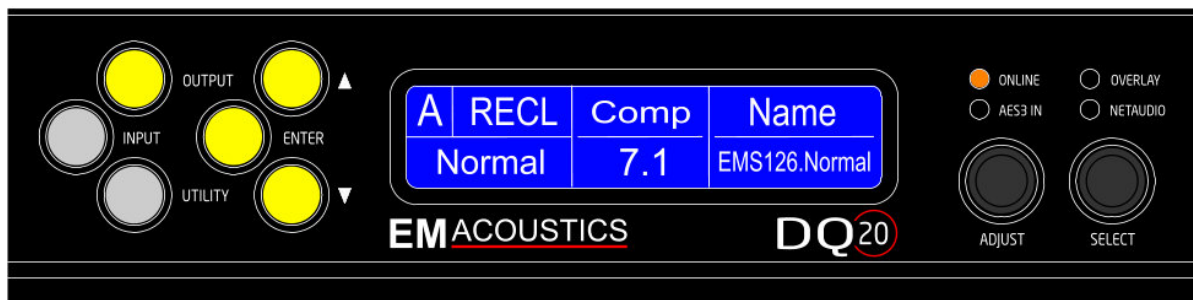 OUTPUT ▲
INPUT ENTER
UTILITY ▼
A RECL Comp Name
Normal 7.1 EMS126.Normal
EM ACOUSTICS DQ20
ONLINE OVERLAY
AES3 IN NETAUDIO
ADJUST SELECT